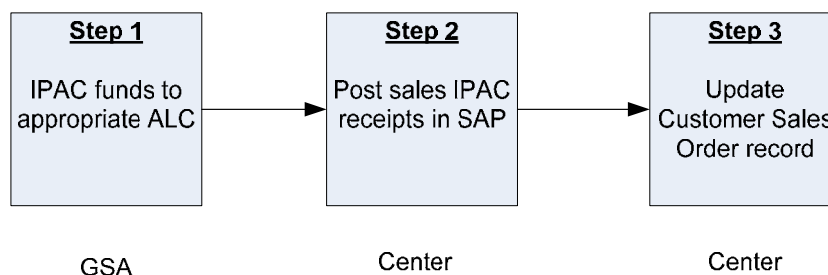 Step 1
IPAC funds to
appropriate ALC
Step 2
Post sales IPAC
receipts in SAP
Step 3
Update
Customer Sales
Order record
GSA
Center
Center